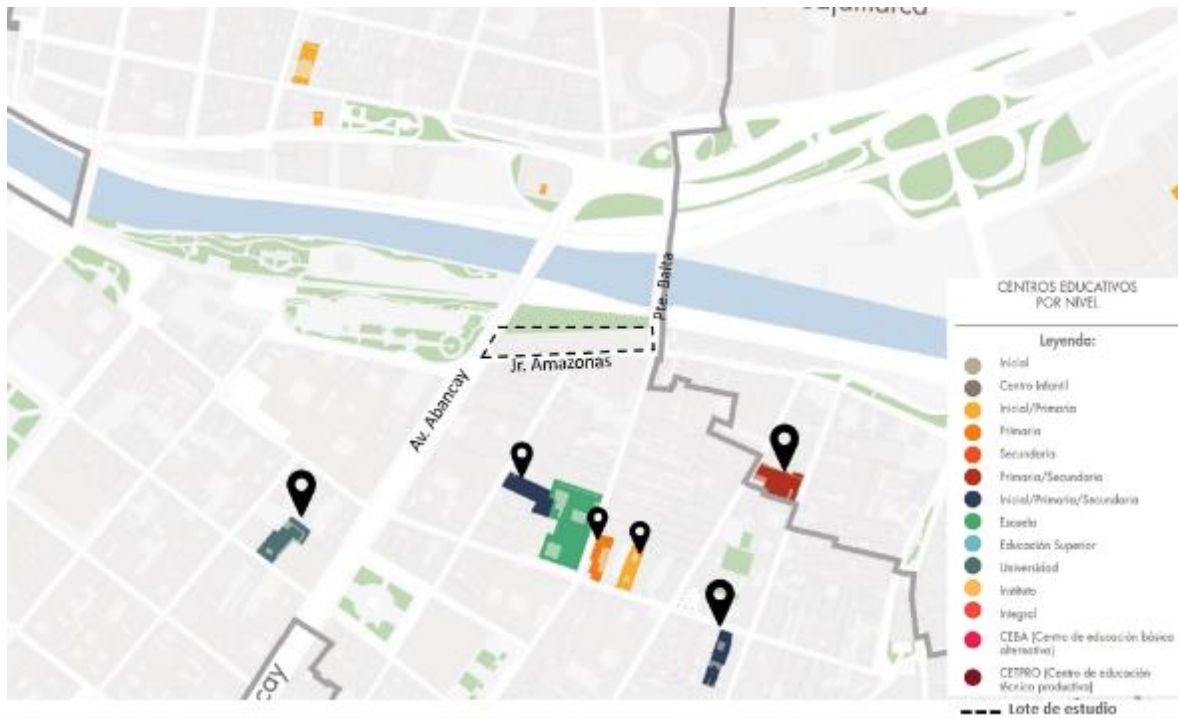 Pte. Balta
Jr. Amazonas
Av. Abancay
cay
CENTROS EDUCATIVOS
POR NIVEL
Leyenda:
Inicial
Centro Infantil
Inicial/Primaria
Primaria
Secundaria
Primaria/Secundaria
Inicial/Primaria/Secundaria
Escuela
Educación Superior
Universidad
Instituto
Integral
CEBA (Centro de educación básica
alternativa)
CETPRO (Centro de educación
técnico productiva)
Lote de estudio